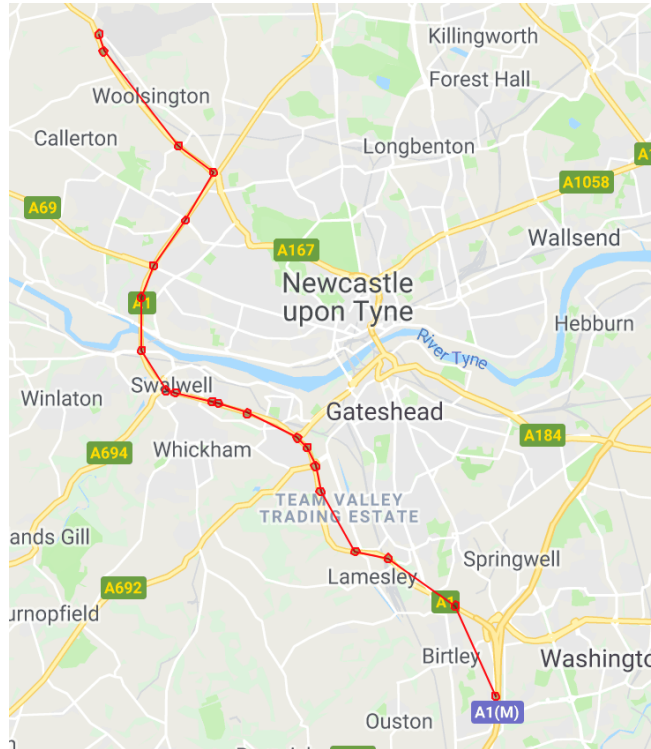 Killingworth
Forest Hall
Woolsington
Callerton
Longbenton
A1058
A69
Wallsend
A167
Newcastle
upon Tyne
A1
Hebburn
River Tyne
Swalwell
Winlaton
Gateshead
A184
Whickham
A694
TEAM VALLEY
TRADING ESTATE
ands Gill
Springwell
Lamesley
A692
A1
urnopfield
Birtley
Washingto
A1(M)
Ouston